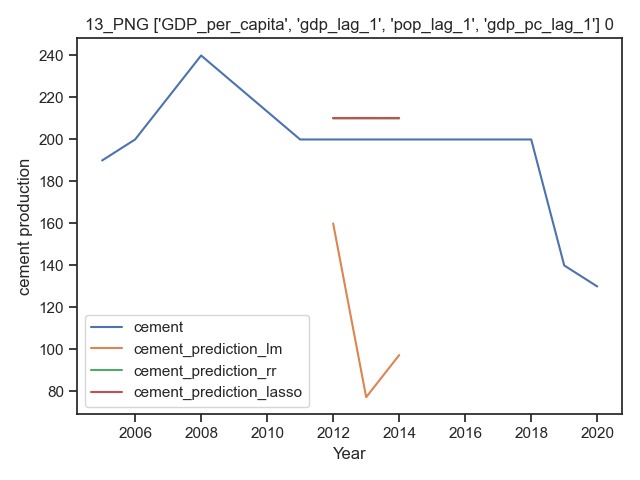 13_PNG ['GDP_per_capita', 'gdp_lag_1', 'pop_lag_1', 'gdp_pc_lag_1'] 0
240
220
200
180
160
140
120
100
80
cement production
cement
cement_prediction_lm
cement_prediction_rr
cement_prediction_lasso
2006 2008 2010 2012 2014 2016 2018 2020
Year